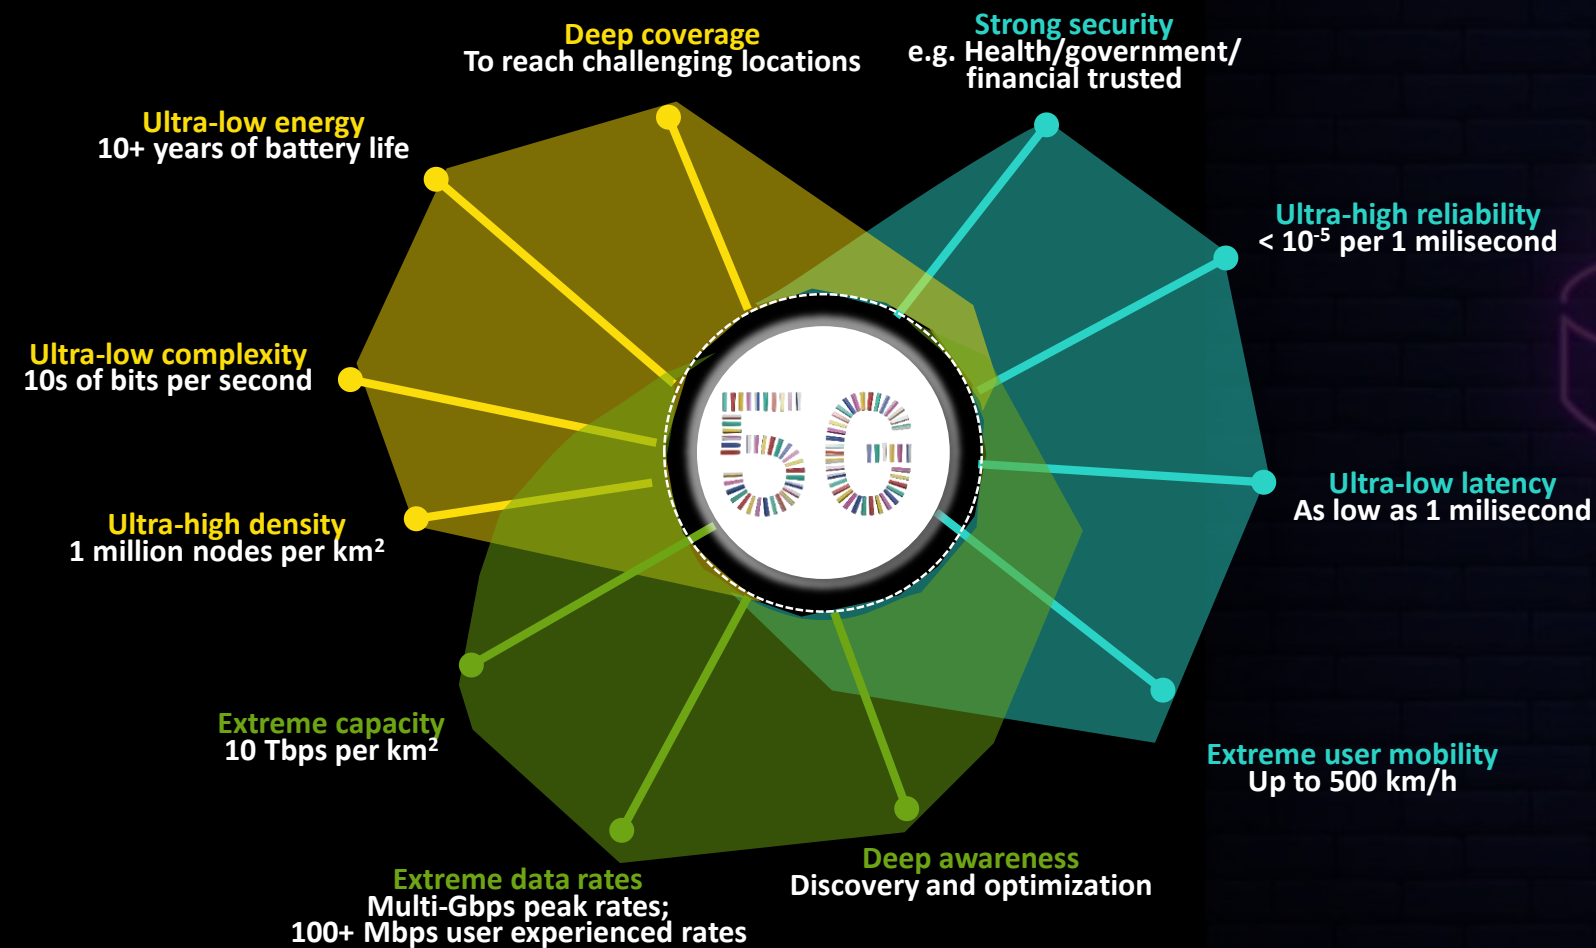 Deep coverage
To reach challenging locations
Strong security
e.g. Health/government/
financial trusted
Ultra-low energy
10+ years of battery life
Ultra-high reliability
< 10⁻⁵ per 1 milisecond
Ultra-low complexity
10s of bits per second
5G
Ultra-low latency
As low as 1 milisecond
Ultra-high density
1 million nodes per km²
Extreme capacity
10 Tbps per km²
Extreme user mobility
Up to 500 km/h
Deep awareness
Discovery and optimization
Extreme data rates
Multi-Gbps peak rates;
100+ Mbps user experienced rates